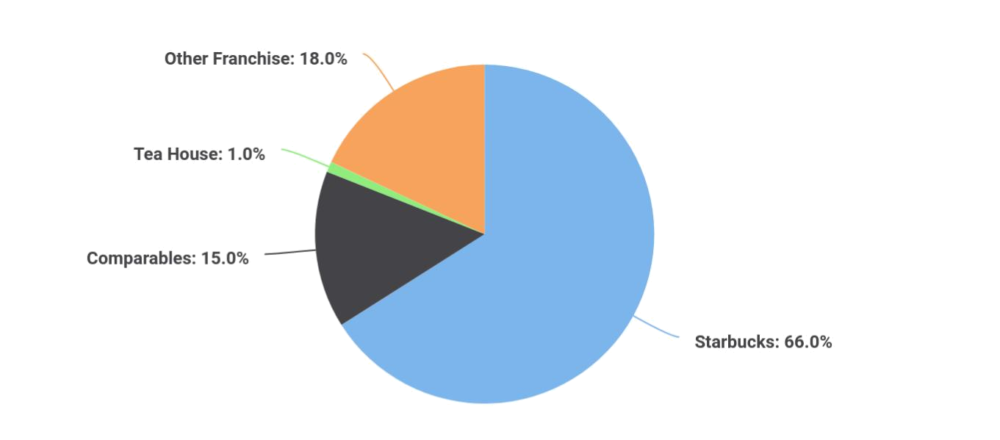 Other Franchise: 18.0%
Tea House: 1.0%
Comparables: 15.0%
Starbucks: 66.0%